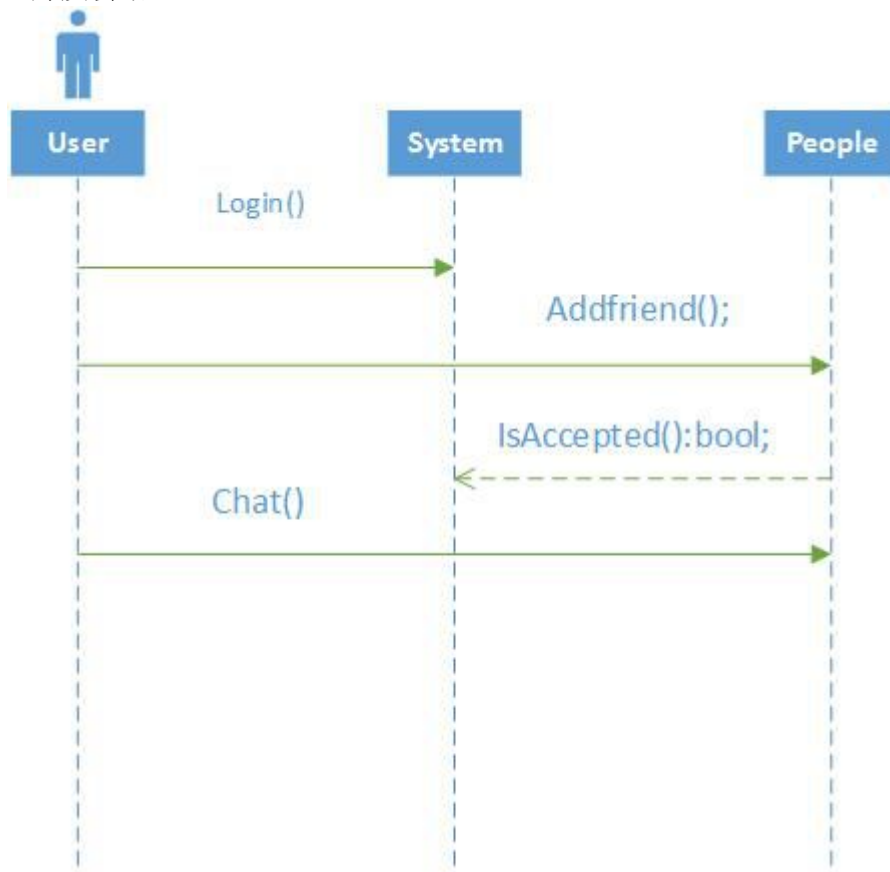 User
System
People
Login()
Addfriend();
IsAccepted():bool;
Chat()